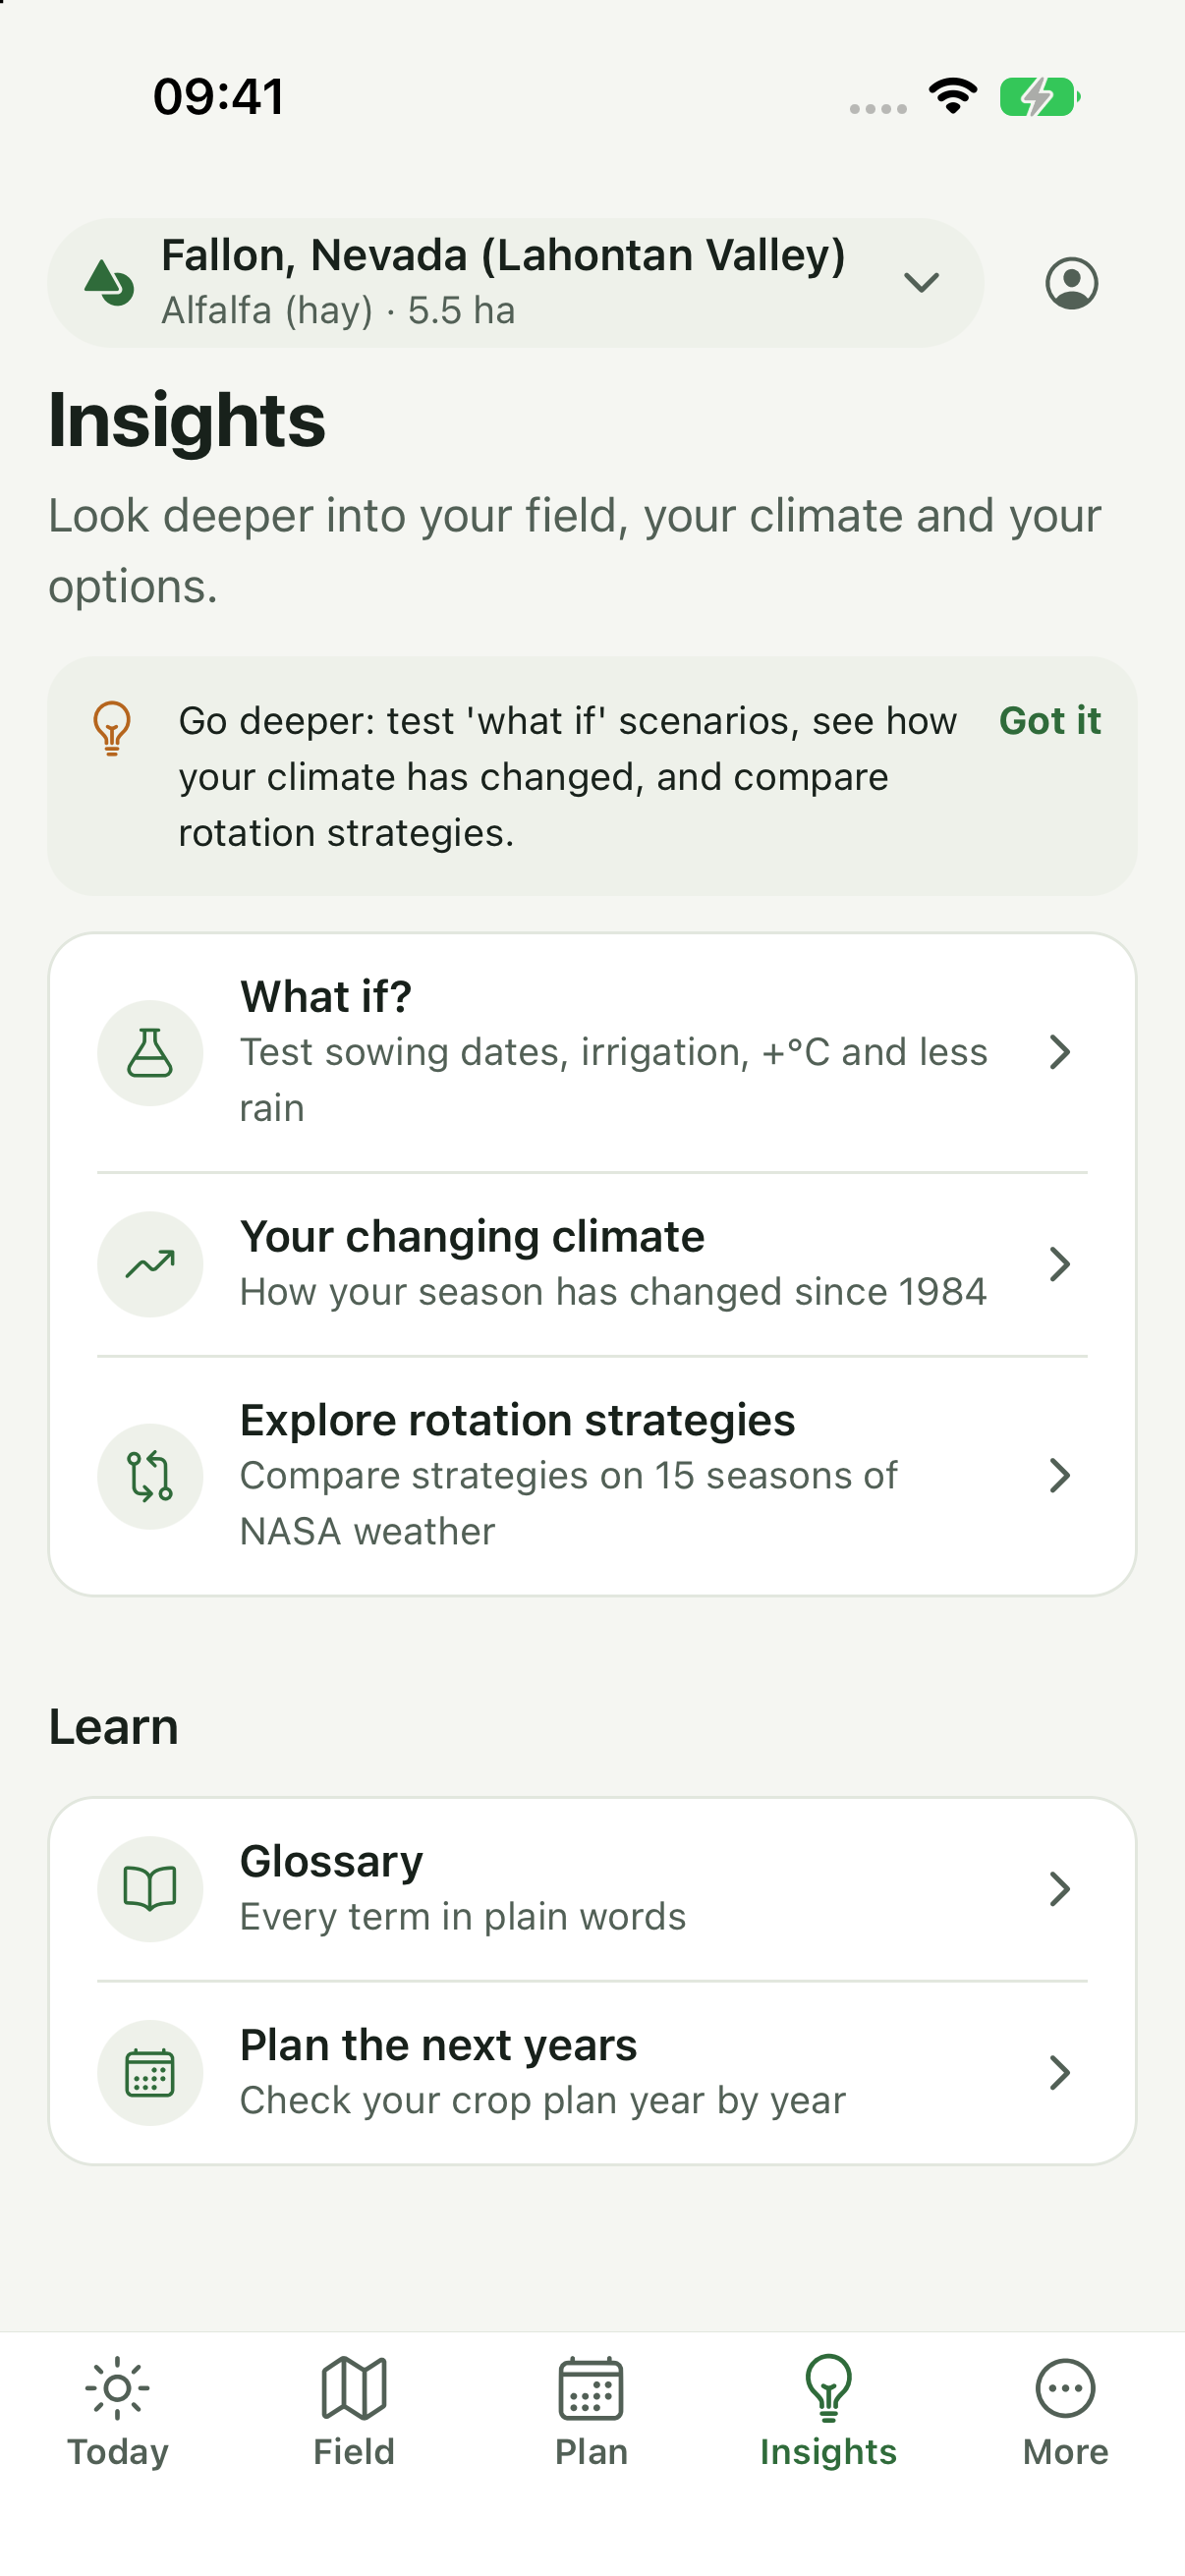 09:41
Fallon, Nevada (Lahontan Valley)
Alfalfa (hay) · 5.5 ha
Insights
Look deeper into your field, your climate and your
options.
Go deeper: test 'what if' scenarios, see how
your climate has changed, and compare
rotation strategies.
Got it
What if?
Test sowing dates, irrigation, +°C and less
rain
Your changing climate
How your season has changed since 1984
Explore rotation strategies
Compare strategies on 15 seasons of
NASA weather
Learn
Glossary
Every term in plain words
Plan the next years
Check your crop plan year by year
Today
Field
Plan
Insights
More